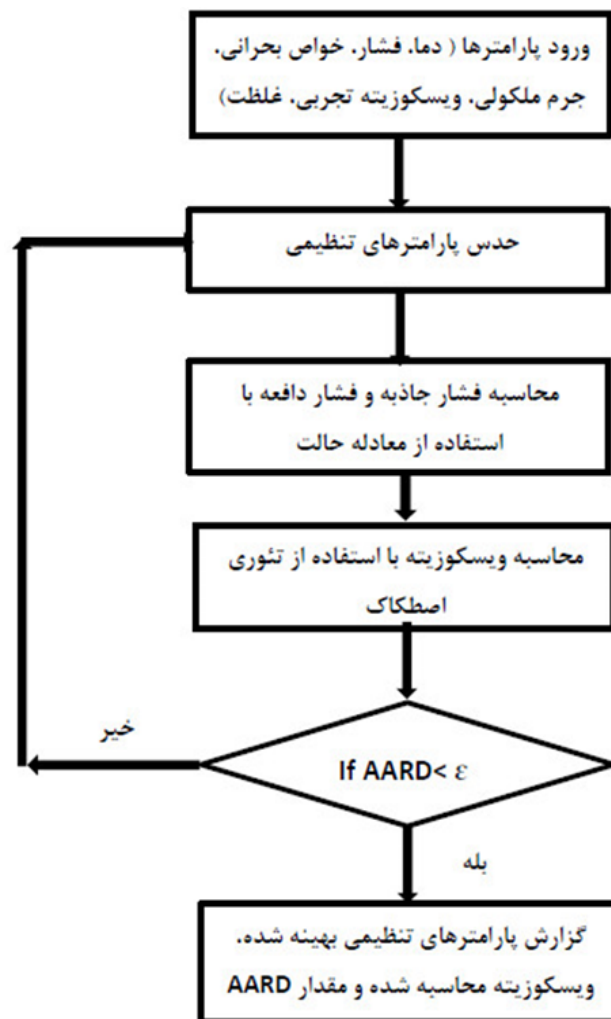 ورود پارامترها ( دما، فشار، خواص بحرانی،
جرم ملکولی، ویسکوزیته تجربی، غلظت)
حدس پارامترهای تنظیمی
محاسبه فشار جاذبه و فشار دافعه با
استفاده از معادله حالت
محاسبه ویسکوزیته با استفاده از تئوری
اصطکاک
خیر
If AARD< ε
بله
گزارش پارامترهای تنظیمی بهینه شده،
ویسکوزیته محاسبه شده و مقدار AARD